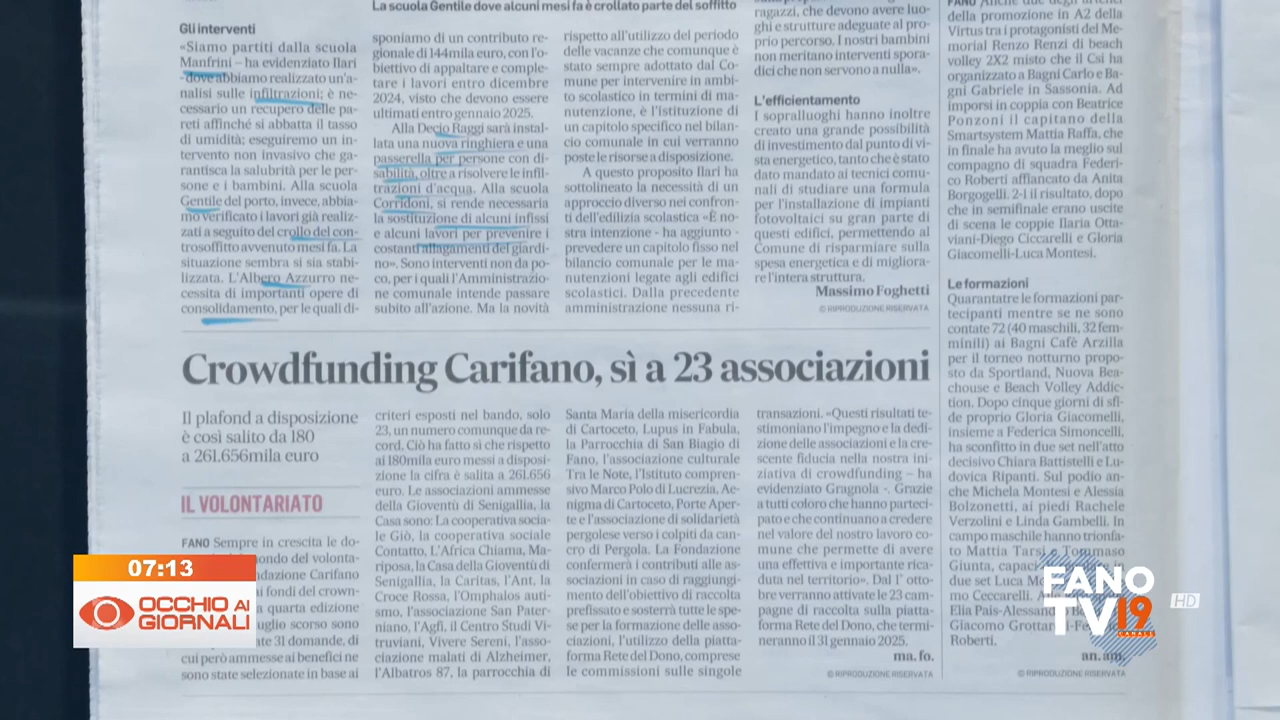 La scuola Gentile dove alcuni mesi fa è crollato parte del soffitto
Gli interventi
«Siamo partiti dalla scuola
Manfrini – ha evidenziato Ilari
- dove abbiamo realizzato un'a-
nalisi sulle infiltrazioni; è ne-
cessario un recupero delle pa-
reti affinché si abbatta il tasso
di umidità; eseguiremo un in-
tervento non invasivo che ga-
rantisca la salubrità per le per-
sone e i bambini. Alla scuola
Gentile del porto, invece, abbia-
mo verificato i lavori già realiz-
zati a seguito del crollo del con-
trosoffitto avvenuto mesi fa. La
situazione sembra si sia stabi-
lizzata. L'Albero Azzurro ne-
cessita di importanti opere di
consolidamento, per le quali di-
sponiamo di un contributo re-
gionale di 144mila euro, con l'o-
biettivo di appaltare e comple-
tare i lavori entro dicembre
2024, visto che devono essere
ultimati entro gennaio 2025.
Alla Decio Raggi sarà instal-
lata una nuova ringhiera e una
passerella per persone con di-
sabilità, oltre a risolvere le infil-
trazioni d'acqua. Alla scuola
Corridoni, si rende necessaria
la sostituzione di alcuni infissi
e alcuni lavori per prevenire i
costanti allagamenti del giardi-
no». Sono interventi non da po-
co, per i quali l'Amministrazio-
ne comunale intende passare
subito all'azione. Ma la novità
rispetto all'utilizzo del periodo
delle vacanze che comunque è
stato sempre adottato dal Co-
mune per intervenire in ambi-
to scolastico in termini di ma-
nutenzione, è l'istituzione di
un capitolo specifico nel bilan-
cio comunale in cui verranno
poste le risorse a disposizione.
A questo proposito Ilari ha
sottolineato la necessità di un
approccio diverso nei confron-
ti dell'edilizia scolastica «È no-
stra intenzione - ha aggiunto -
prevedere un capitolo fisso nel
bilancio comunale per le ma-
nutenzioni legate agli edifici
scolastici. Dalla precedente
amministrazione nessuna ri-
ragazzi, che devono avere luo-
ghi e strutture adeguate al pro-
prio percorso. I nostri bambini
non meritano interventi spora-
dici che non servono a nulla».
L'efficientamento
I sopralluoghi hanno inoltre
creato una grande possibilità
di investimento dal punto di vi-
sta energetico, tanto che è stato
dato mandato ai tecnici comu-
nali di studiare una formula
per l'installazione di impianti
fotovoltaici su gran parte di
questi edifici, permettendo al
Comune di risparmiare sulla
spesa energetica e di migliora-
re l'intera struttura.
Massimo Foghetti
© RIPRODUZIONE RISERVATA
della promozione in A2 della
Virtus tra i protagonisti del Me-
morial Renzo Renzi di beach
volley 2X2 misto che il Csi ha
organizzato a Bagni Carlo e Ba-
gni Gabriele in Sassonia. Ad
imporsi in coppia con Beatrice
Ponzoni il capitano della
Smartsystem Mattia Raffa, che
in finale ha avuto la meglio sul
compagno di squadra Federi-
co Roberti affiancato da Anita
Borgogelli. 2-1 il risultato, dopo
che in semifinale erano uscite
di scena le coppie Ilaria Otta-
viani-Diego Ciccarelli e Gloria
Giacomelli-Luca Montesi.
Le formazioni
Quarantatre le formazioni par-
tecipanti mentre se ne sono
contate 72 (40 maschili, 32 fem-
minili) ai Bagni Cafè Arzilla
per il torneo notturno propo-
sto da Sportland, Nuova Bea-
chouse e Beach Volley Addic-
tion. Dopo cinque giorni di sfi-
de proprio Gloria Giacomelli,
insieme a Federica Simoncelli,
ha sconfitto in due set nell'atto
decisivo Chiara Battistelli e Lu-
dovica Ripanti. Sul podio an-
che Michela Montesi e Alessia
Bolzonetti, ai piedi Rachele
Verzolini e Linda Gambelli. In
campo maschile hanno trionfa-
to Mattia Tarsi Tommaso
Giunta, capaci
in due set Luca
mo Ceccarelli.
Elia Pais-Alessan
Giacomo Grottar
Roberti.
an. am.
© RIPRODUZIONE RISERVATA
Crowdfunding Carifano, sì a 23 associazioni
Il plafond a disposizione
è così salito da 180
a 261.656mila euro
IL VOLONTARIATO
FANO Sempre in crescita le do-
ondo del volonta-
ndazione Carifano
i fondi del crown-
a quarta edizione
uglio scorso sono
te 31 domande, di
cui però ammesse ai benefici ne
sono state selezionate in base ai
criteri esposti nel bando, solo
23, un numero comunque da re-
cord. Ciò ha fatto sì che rispetto
ai 180mila euro messi a disposi-
zione la cifra è salita a 261.656
euro. Le associazioni ammesse
della Gioventù di Senigallia, la
Casa sono: La cooperativa socia-
le Giò, la cooperativa sociale
Contatto, L'Africa Chiama, Ma-
riposa, la Casa della Gioventù di
Senigallia, la Caritas, l'Ant, la
Croce Rossa, l'Omphalos anti-
no, l'associazione San Pater-
niano, l'Agfi, il Centro Studi Vi-
truviani, Vivere Sereni, l'asso-
ciazione malati di Alzheimer,
l'Albatros 87, la parrocchia di
Santa Maria della misericordia
di Cartoceto, Lupus in Fabula,
la Parrocchia di San Biagio di
Fano, l'associazione culturale
Tra le Note, l'Istituto compren-
sivo Marco Polo di Lucrezia, Ae-
nigma di Cartoceto, Porte Aper-
te e l'associazione di solidarietà
pergolese verso i colpiti da can-
cro di Pergola. La Fondazione
confermerà i contributi alle as-
sociazioni in caso di raggiungi-
mento dell'obiettivo di raccolta
prefissato e sosterrà tutte le spe-
se per la formazione delle asso-
ciazioni, l'utilizzo della piatta-
forma Rete del Dono, comprese
le commissioni sulle singole
transazioni. «Questi risultati te-
stimoniano l'impegno e la dedi-
zione delle associazioni e la cre-
scente fiducia nella nostra ini-
ziativa di crowdfunding – ha
evidenziato Gragnola -. Grazie
a tutti coloro che hanno parteci-
pato e che continuano a credere
nel valore del nostro lavoro co-
mune che permette di avere
una effettiva e importante rica-
duta nel territorio». Dal 1° otto-
bre verranno attivate le 23 cam-
pagne di raccolta sulla piatta-
forma Rete del Dono, che termi-
neranno il 31 gennaio 2025.
ma. fo.
© RIPRODUZIONE RISERVATA
07:13
OCCHIO AI
GIORNALI
FANO
TV19
CANALE
HD